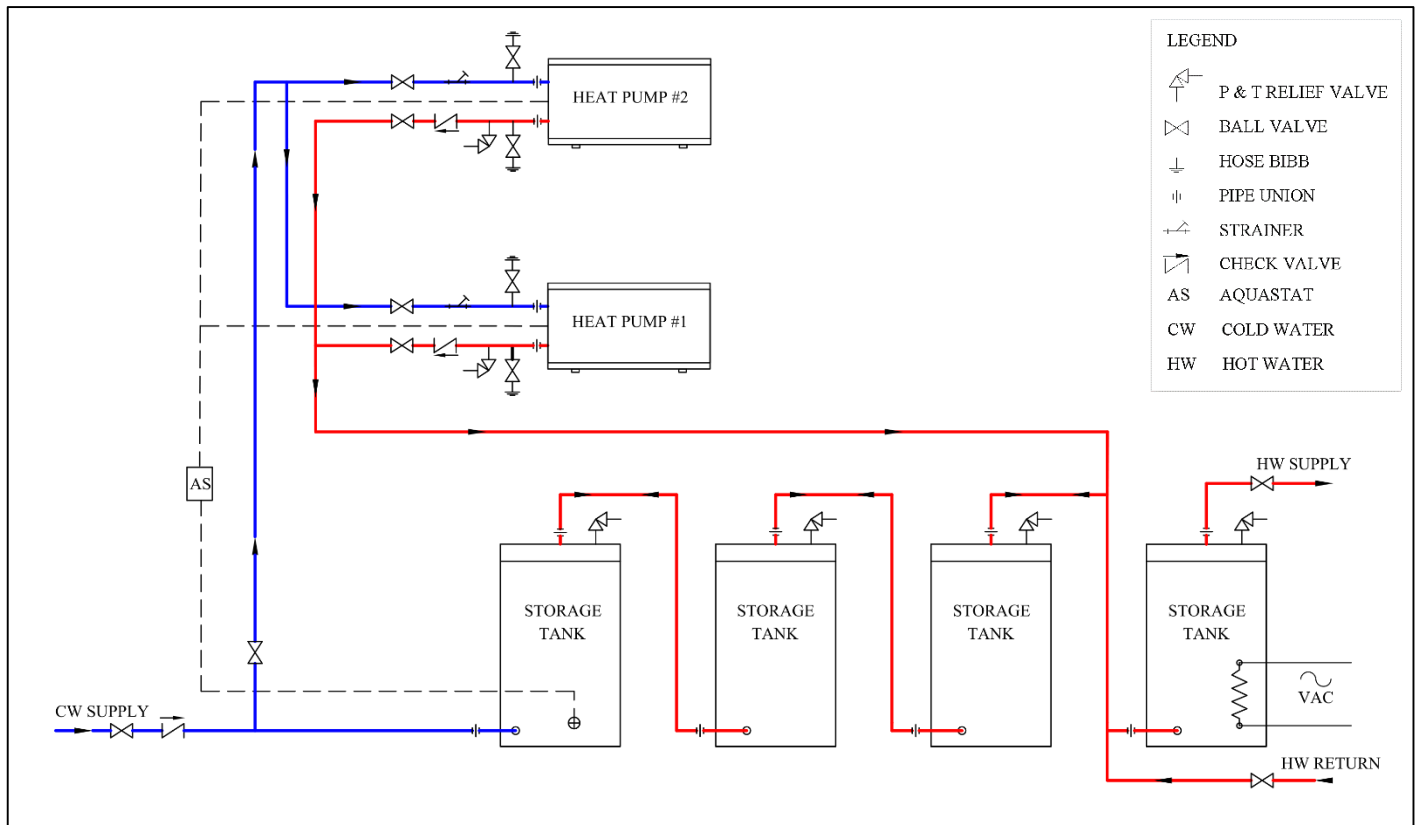 LEGEND
P & T RELIEF VALVE
BALL VALVE
HOSE BIBB
PIPE UNION
STRAINER
CHECK VALVE
AS AQUASTAT
CW COLD WATER
HW HOT WATER
HEAT PUMP #2
HEAT PUMP #1
AS
HW SUPPLY
STORAGE
TANK
STORAGE
TANK
STORAGE
TANK
STORAGE
TANK
VAC
CW SUPPLY
HW RETURN